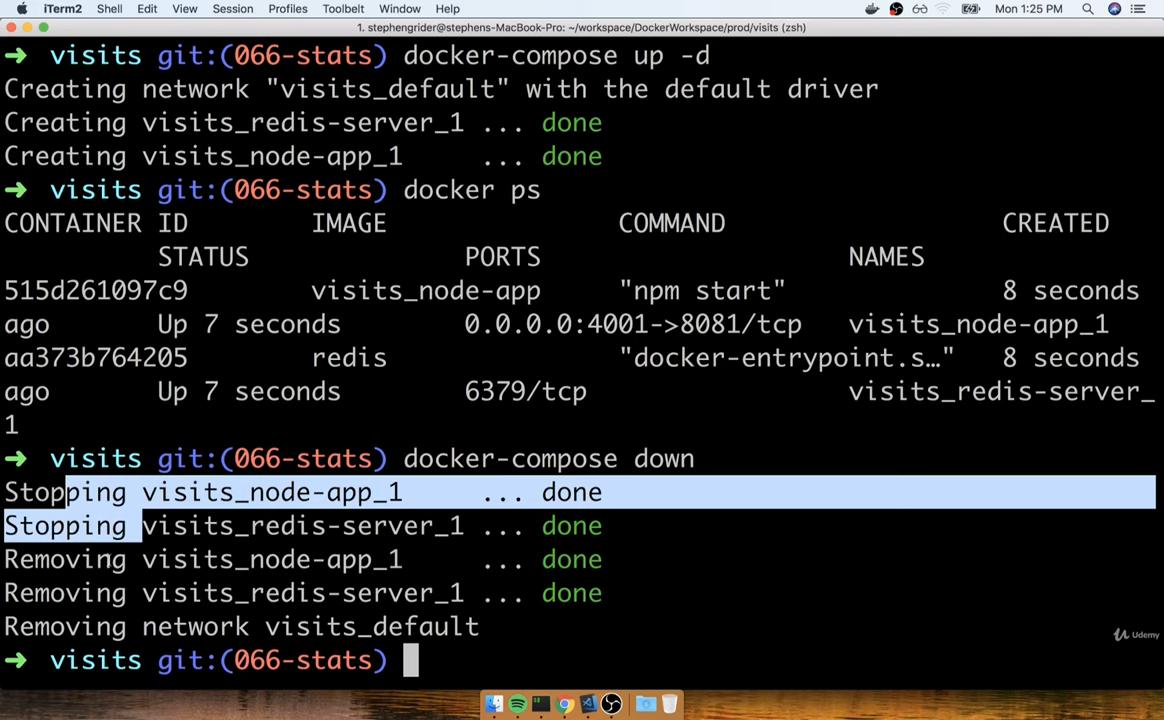 iTerm2 Shell Edit View Session Profiles Toolbelt Window Help Mon 1:25 PM
1. stephengrider@stephens-MacBook-Pro: ~/workspace/DockerWorkspace/prod/visits (zsh)
➜ visits git:(066-stats) docker-compose up -d
Creating network "visits_default" with the default driver
Creating visits_redis-server_1 ... done
Creating visits_node-app_1 ... done
➜ visits git:(066-stats) docker ps
CONTAINER ID IMAGE COMMAND CREATED
STATUS PORTS NAMES
515d261097c9 visits_node-app "npm start" 8 seconds
ago Up 7 seconds 0.0.0.0:4001->8081/tcp visits_node-app_1
aa373b764205 redis "docker-entrypoint.s…" 8 seconds
ago Up 7 seconds 6379/tcp visits_redis-server_
1
➜ visits git:(066-stats) docker-compose down
Stopping visits_node-app_1 ... done
Stopping visits_redis-server_1 ... done
Removing visits_node-app_1 ... done
Removing visits_redis-server_1 ... done
Removing network visits_default
➜ visits git:(066-stats)
Udemy